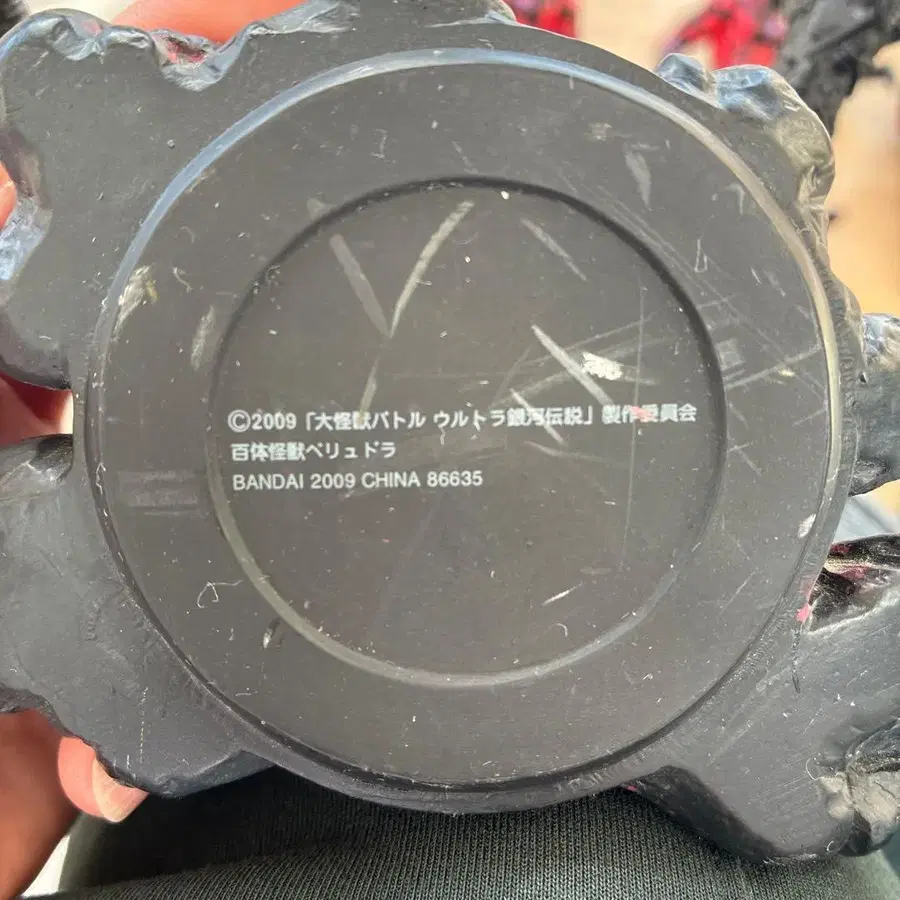 ©2009「大怪獣バトル ウルトラ銀河伝説」製作委員会
百体怪獣ベリュドラ
BANDAI 2009 CHINA 86635